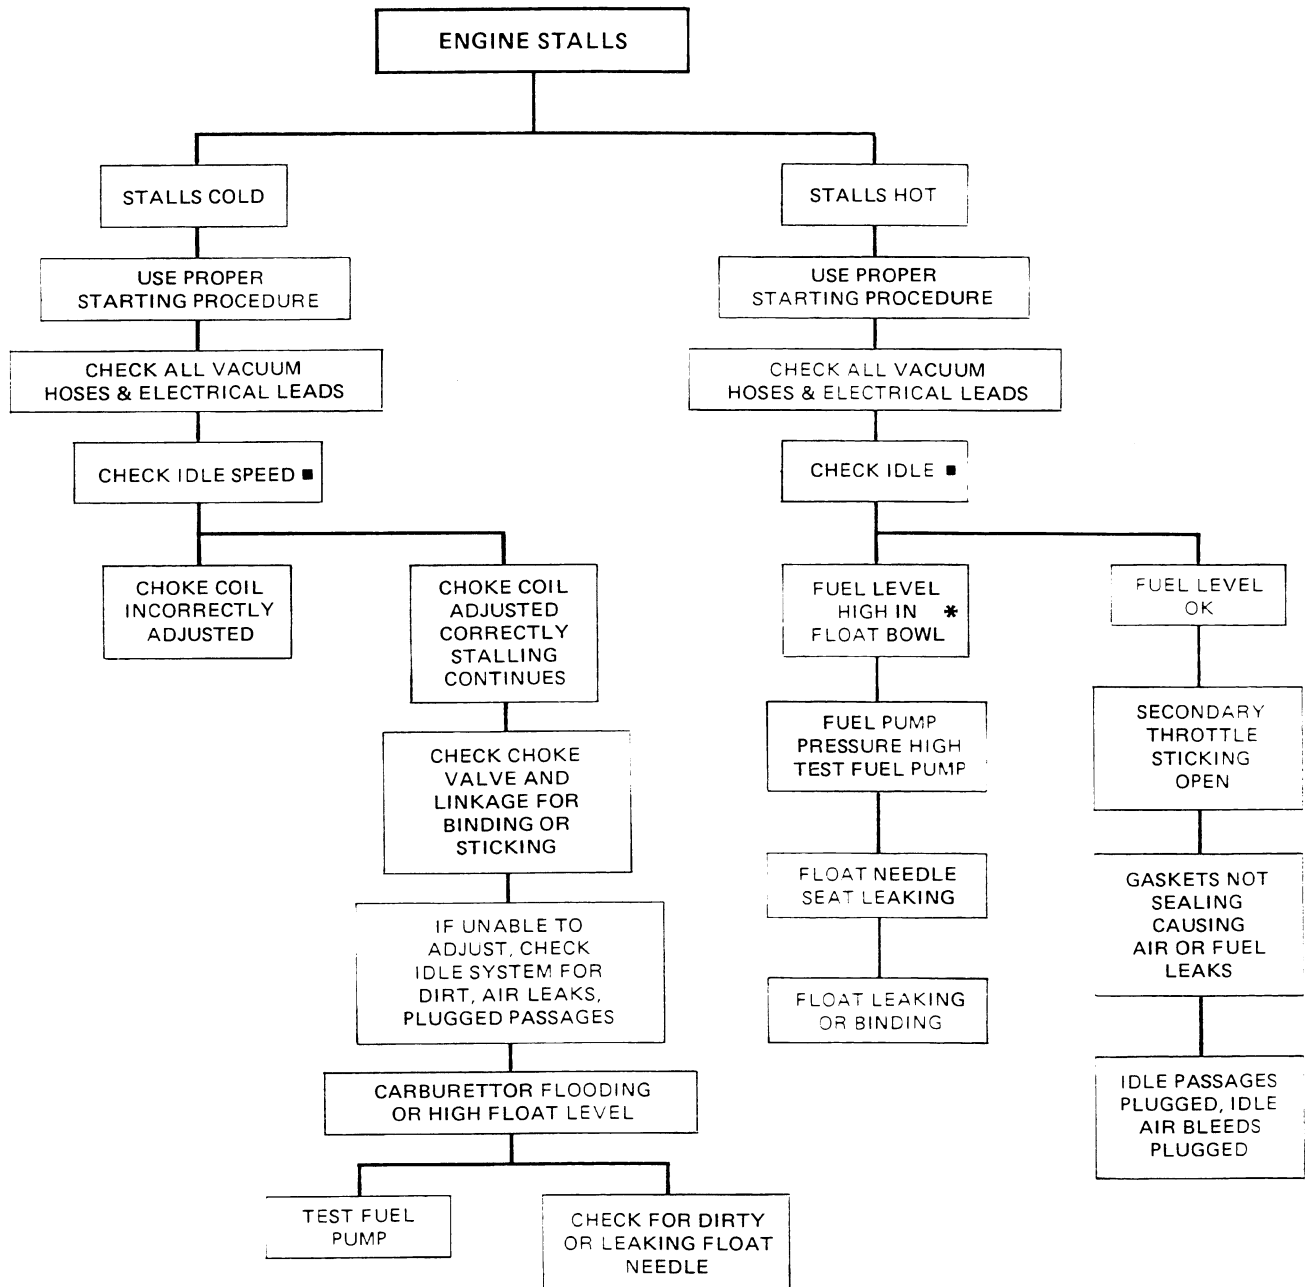 ENGINE STALLS
STALLS COLD
USE PROPER
STARTING PROCEDURE
CHECK ALL VACUUM
HOSES & ELECTRICAL LEADS
CHECK IDLE SPEED ■
CHOKE COIL
INCORRECTLY
ADJUSTED
CHOKE COIL
ADJUSTED
CORRECTLY
STALLING
CONTINUES
CHECK CHOKE
VALVE AND
LINKAGE FOR
BINDING OR
STICKING
IF UNABLE TO
ADJUST, CHECK
IDLE SYSTEM FOR
DIRT, AIR LEAKS,
PLUGGED PASSAGES
CARBURETTOR FLOODING
OR HIGH FLOAT LEVEL
TEST FUEL
PUMP
CHECK FOR DIRTY
OR LEAKING FLOAT
NEEDLE
STALLS HOT
USE PROPER
STARTING PROCEDURE
CHECK ALL VACUUM
HOSES & ELECTRICAL LEADS
CHECK IDLE ■
FUEL LEVEL
HIGH IN *
FLOAT BOWL
FUEL PUMP
PRESSURE HIGH
TEST FUEL PUMP
FLOAT NEEDLE
SEAT LEAKING
FLOAT LEAKING
OR BINDING
FUEL LEVEL
OK
SECONDARY
THROTTLE
STICKING
OPEN
GASKETS NOT
SEALING
CAUSING
AIR OR FUEL
LEAKS
IDLE PASSAGES
PLUGGED, IDLE
AIR BLEEDS
PLUGGED